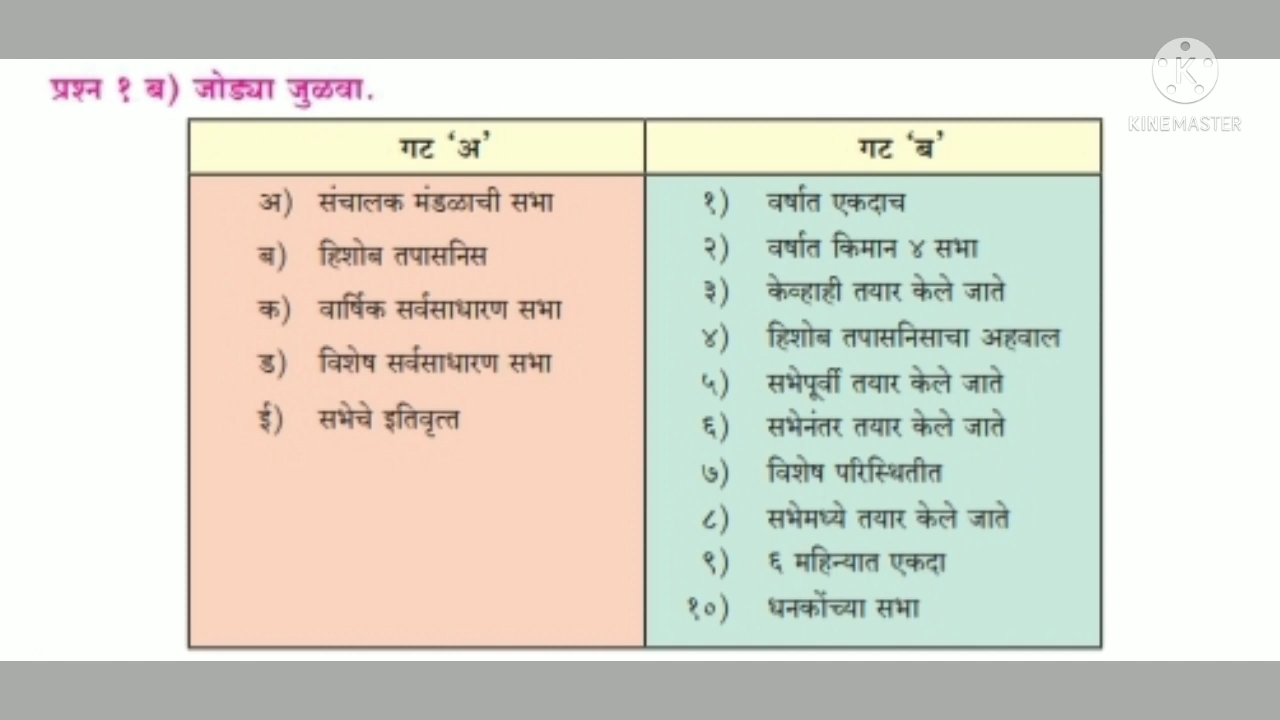 प्रश्न १ ब) जोड्या जुळवा.
KINEMASTER
गट ‘अ’ गट ‘ब’
अ) संचालक मंडळाची सभा
ब) हिशोब तपासनिस
क) वार्षिक सर्वसाधारण सभा
ड) विशेष सर्वसाधारण सभा
ई) सभेचे इतिवृत्त
१) वर्षात एकदाच
२) वर्षात किमान ४ सभा
३) केव्हाही तयार केले जाते
४) हिशोब तपासनिसाचा अहवाल
५) सभेपूर्वी तयार केले जाते
६) सभेनंतर तयार केले जाते
७) विशेष परिस्थितीत
८) सभेमध्ये तयार केले जाते
९) ६ महिन्यात एकदा
१०) धनकोंच्या सभा